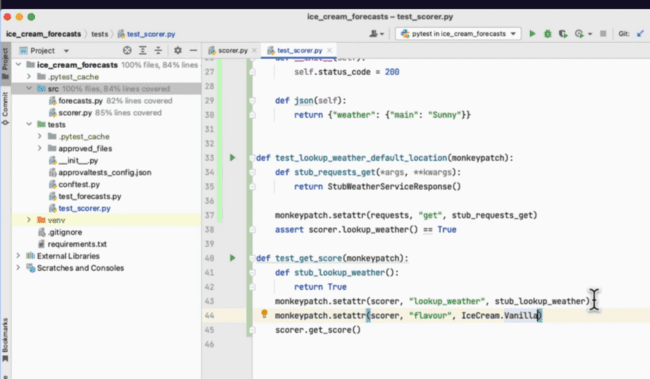 ice_cream_forecasts – test_scorer.py
ice_cream_forecasts › tests › test_scorer.py
pytest in ice_cream_forecasts
Git:
Project
scorer.py
test_scorer.py
Project
Commit
Bookmarks
ice_cream_forecasts 100% files, 84% lines
.pytest_cache
src 100% files, 84% lines covered
forecasts.py 82% lines covered
scorer.py 85% lines covered
tests
.pytest_cache
approved_files
__init__.py
approvaltests_config.json
conftest.py
test_forecasts.py
test_scorer.py
venv
.gitignore
requirements.txt
External Libraries
Scratches and Consoles
27 self.status_code = 200
28
29 def json(self):
30 return {"weather": {"main": "Sunny"}}
31
32
33 def test_lookup_weather_default_location(monkeypatch):
34 def stub_requests_get(*args, **kwargs):
35 return StubWeatherServiceResponse()
36
37 monkeypatch.setattr(requests, "get", stub_requests_get)
38 assert scorer.lookup_weather() == True
39
40 def test_get_score(monkeypatch):
41 def stub_lookup_weather():
42 return True
43 monkeypatch.setattr(scorer, "lookup_weather", stub_lookup_weather)
44 monkeypatch.setattr(scorer, "flavour", IceCream.Vanilla)
45 scorer.get_score()
46